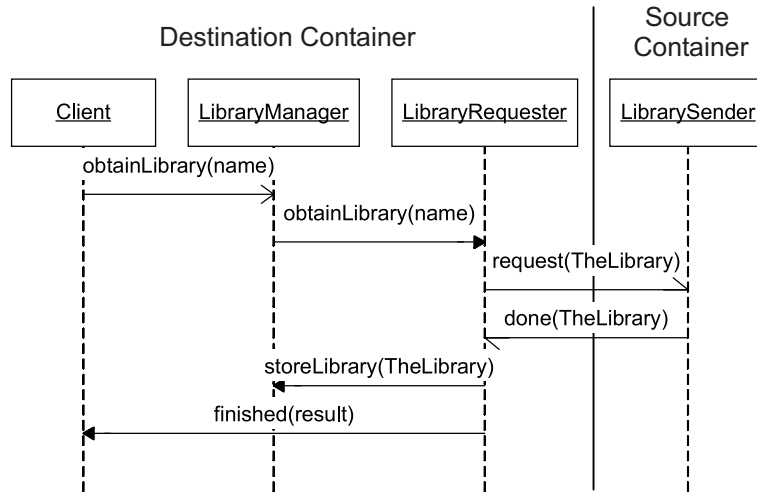 Destination Container
Source
Container
Client
LibraryManager
LibraryRequester
LibrarySender
obtainLibrary(name)
obtainLibrary(name)
request(TheLibrary)
done(TheLibrary)
storeLibrary(TheLibrary)
finished(result)